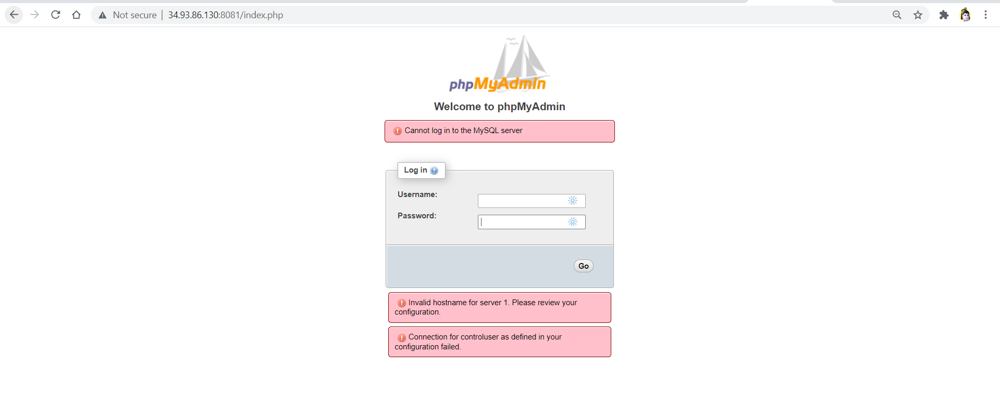 Not secure | 34.93.86.130:8081/index.php
phpMyAdmin
Welcome to phpMyAdmin
Cannot log in to the MySQL server
Log in
Username:
Password:
Go
Invalid hostname for server 1. Please review your
configuration.
Connection for controluser as defined in your
configuration failed.